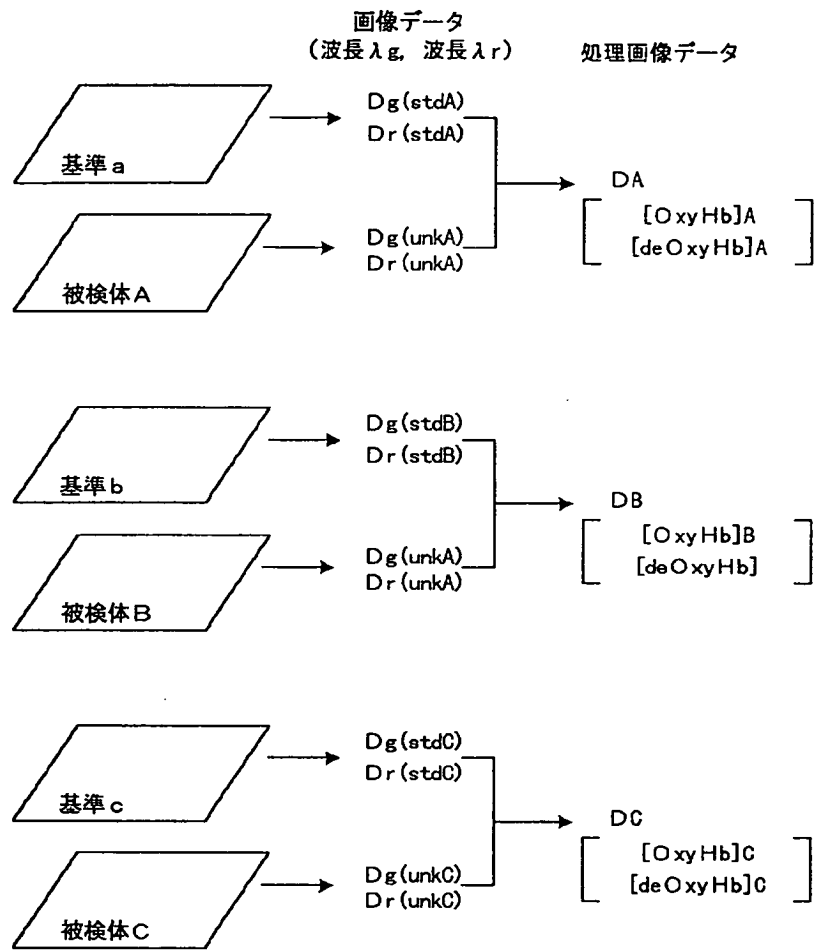 画像データ
(波長λg, 波長λr)
処理画像データ
基準a
Dg(stdA)
Dr(stdA)
被検体A
Dg(unkA)
Dr(unkA)
DA
[OxyHb]A
[deOxyHb]A
基準b
Dg(stdB)
Dr(stdB)
被検体B
Dg(unkA)
Dr(unkA)
DB
[OxyHb]B
[deOxyHb]
基準c
Dg(stdC)
Dr(stdC)
被検体C
Dg(unkC)
Dr(unkC)
DC
[OxyHb]C
[deOxyHb]C